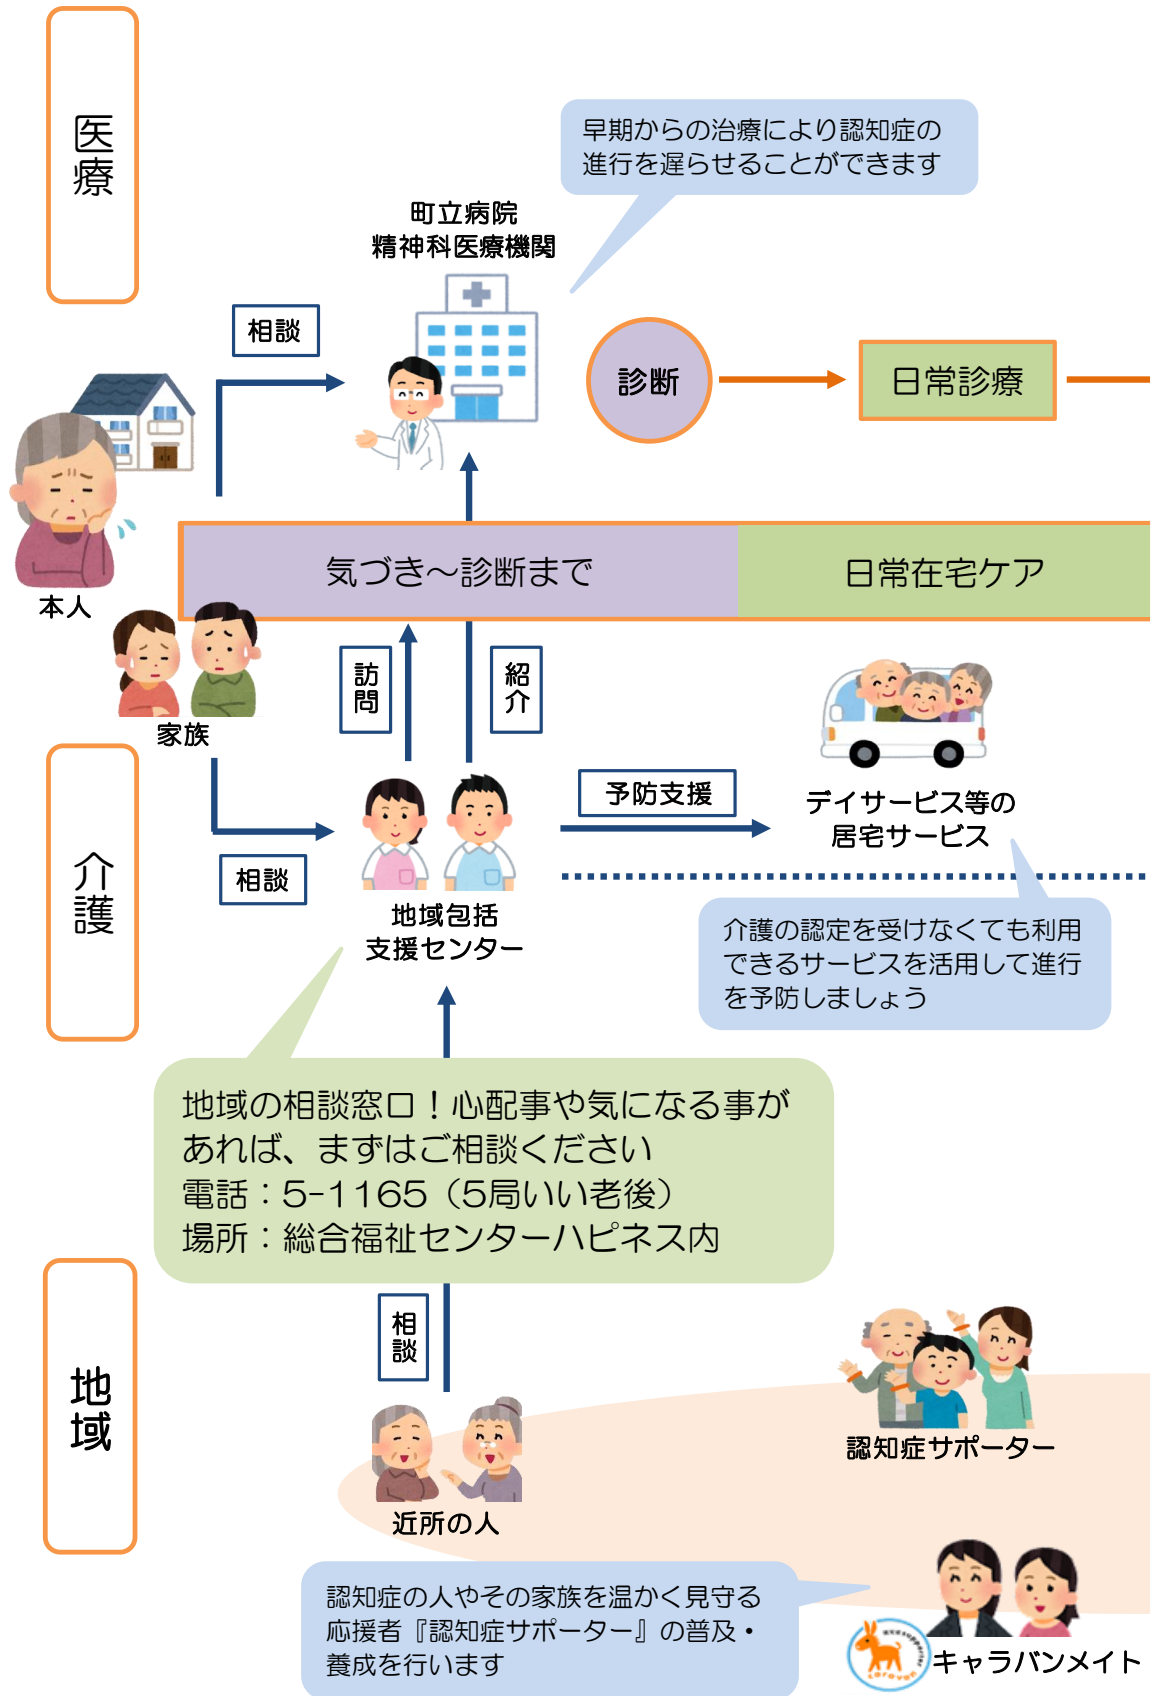 医療
早期からの治療により認知症の
進行を遅らせることができます
町立病院
精神科医療機関
相談
診断
日常診療
本人
気づき～診断まで
日常在宅ケア
家族
訪問
紹介
介護
予防支援
デイサービス等の
居宅サービス
相談
地域包括
支援センター
介護の認定を受けなくても利用
できるサービスを活用して進行
を予防しましょう
地域の相談窓口！心配事や気になる事が
あれば、まずはご相談ください
電話：5-1165（5局いい老後）
場所：総合福祉センターハピネス内
地域
相談
認知症サポーター
近所の人
認知症の人やその家族を温かく見守る
応援者『認知症サポーター』の普及・
養成を行います
キャラバンメイト